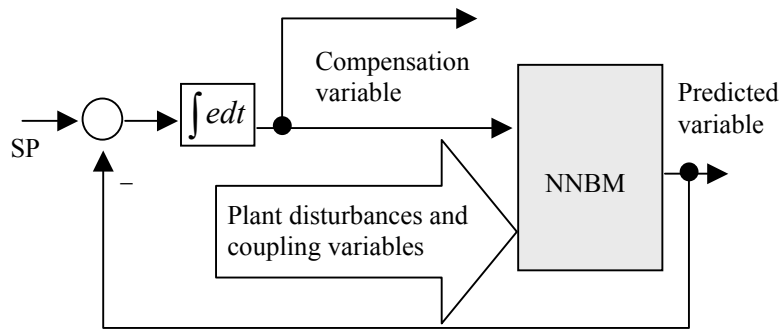 Compensation
variable
Predicted
variable
∫ edt
SP
–
NNBM
Plant disturbances and
coupling variables